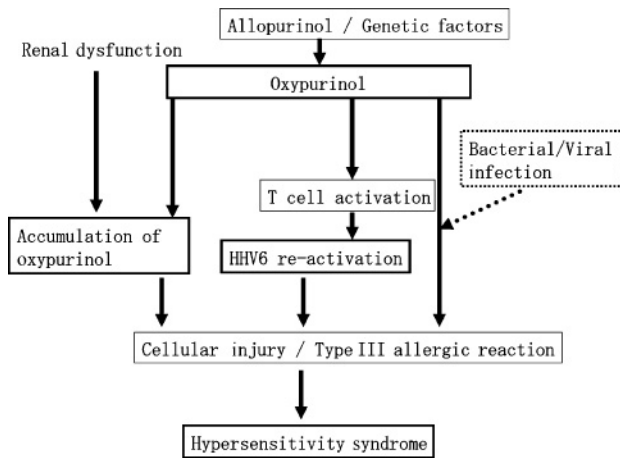 Allopurinol / Genetic factors
Renal dysfunction
Oxypurinol
Bacterial/Viral
infection
T cell activation
Accumulation of
oxypurinol
HHV6 re-activation
Cellular injury / Type III allergic reaction
Hypersensitivity syndrome